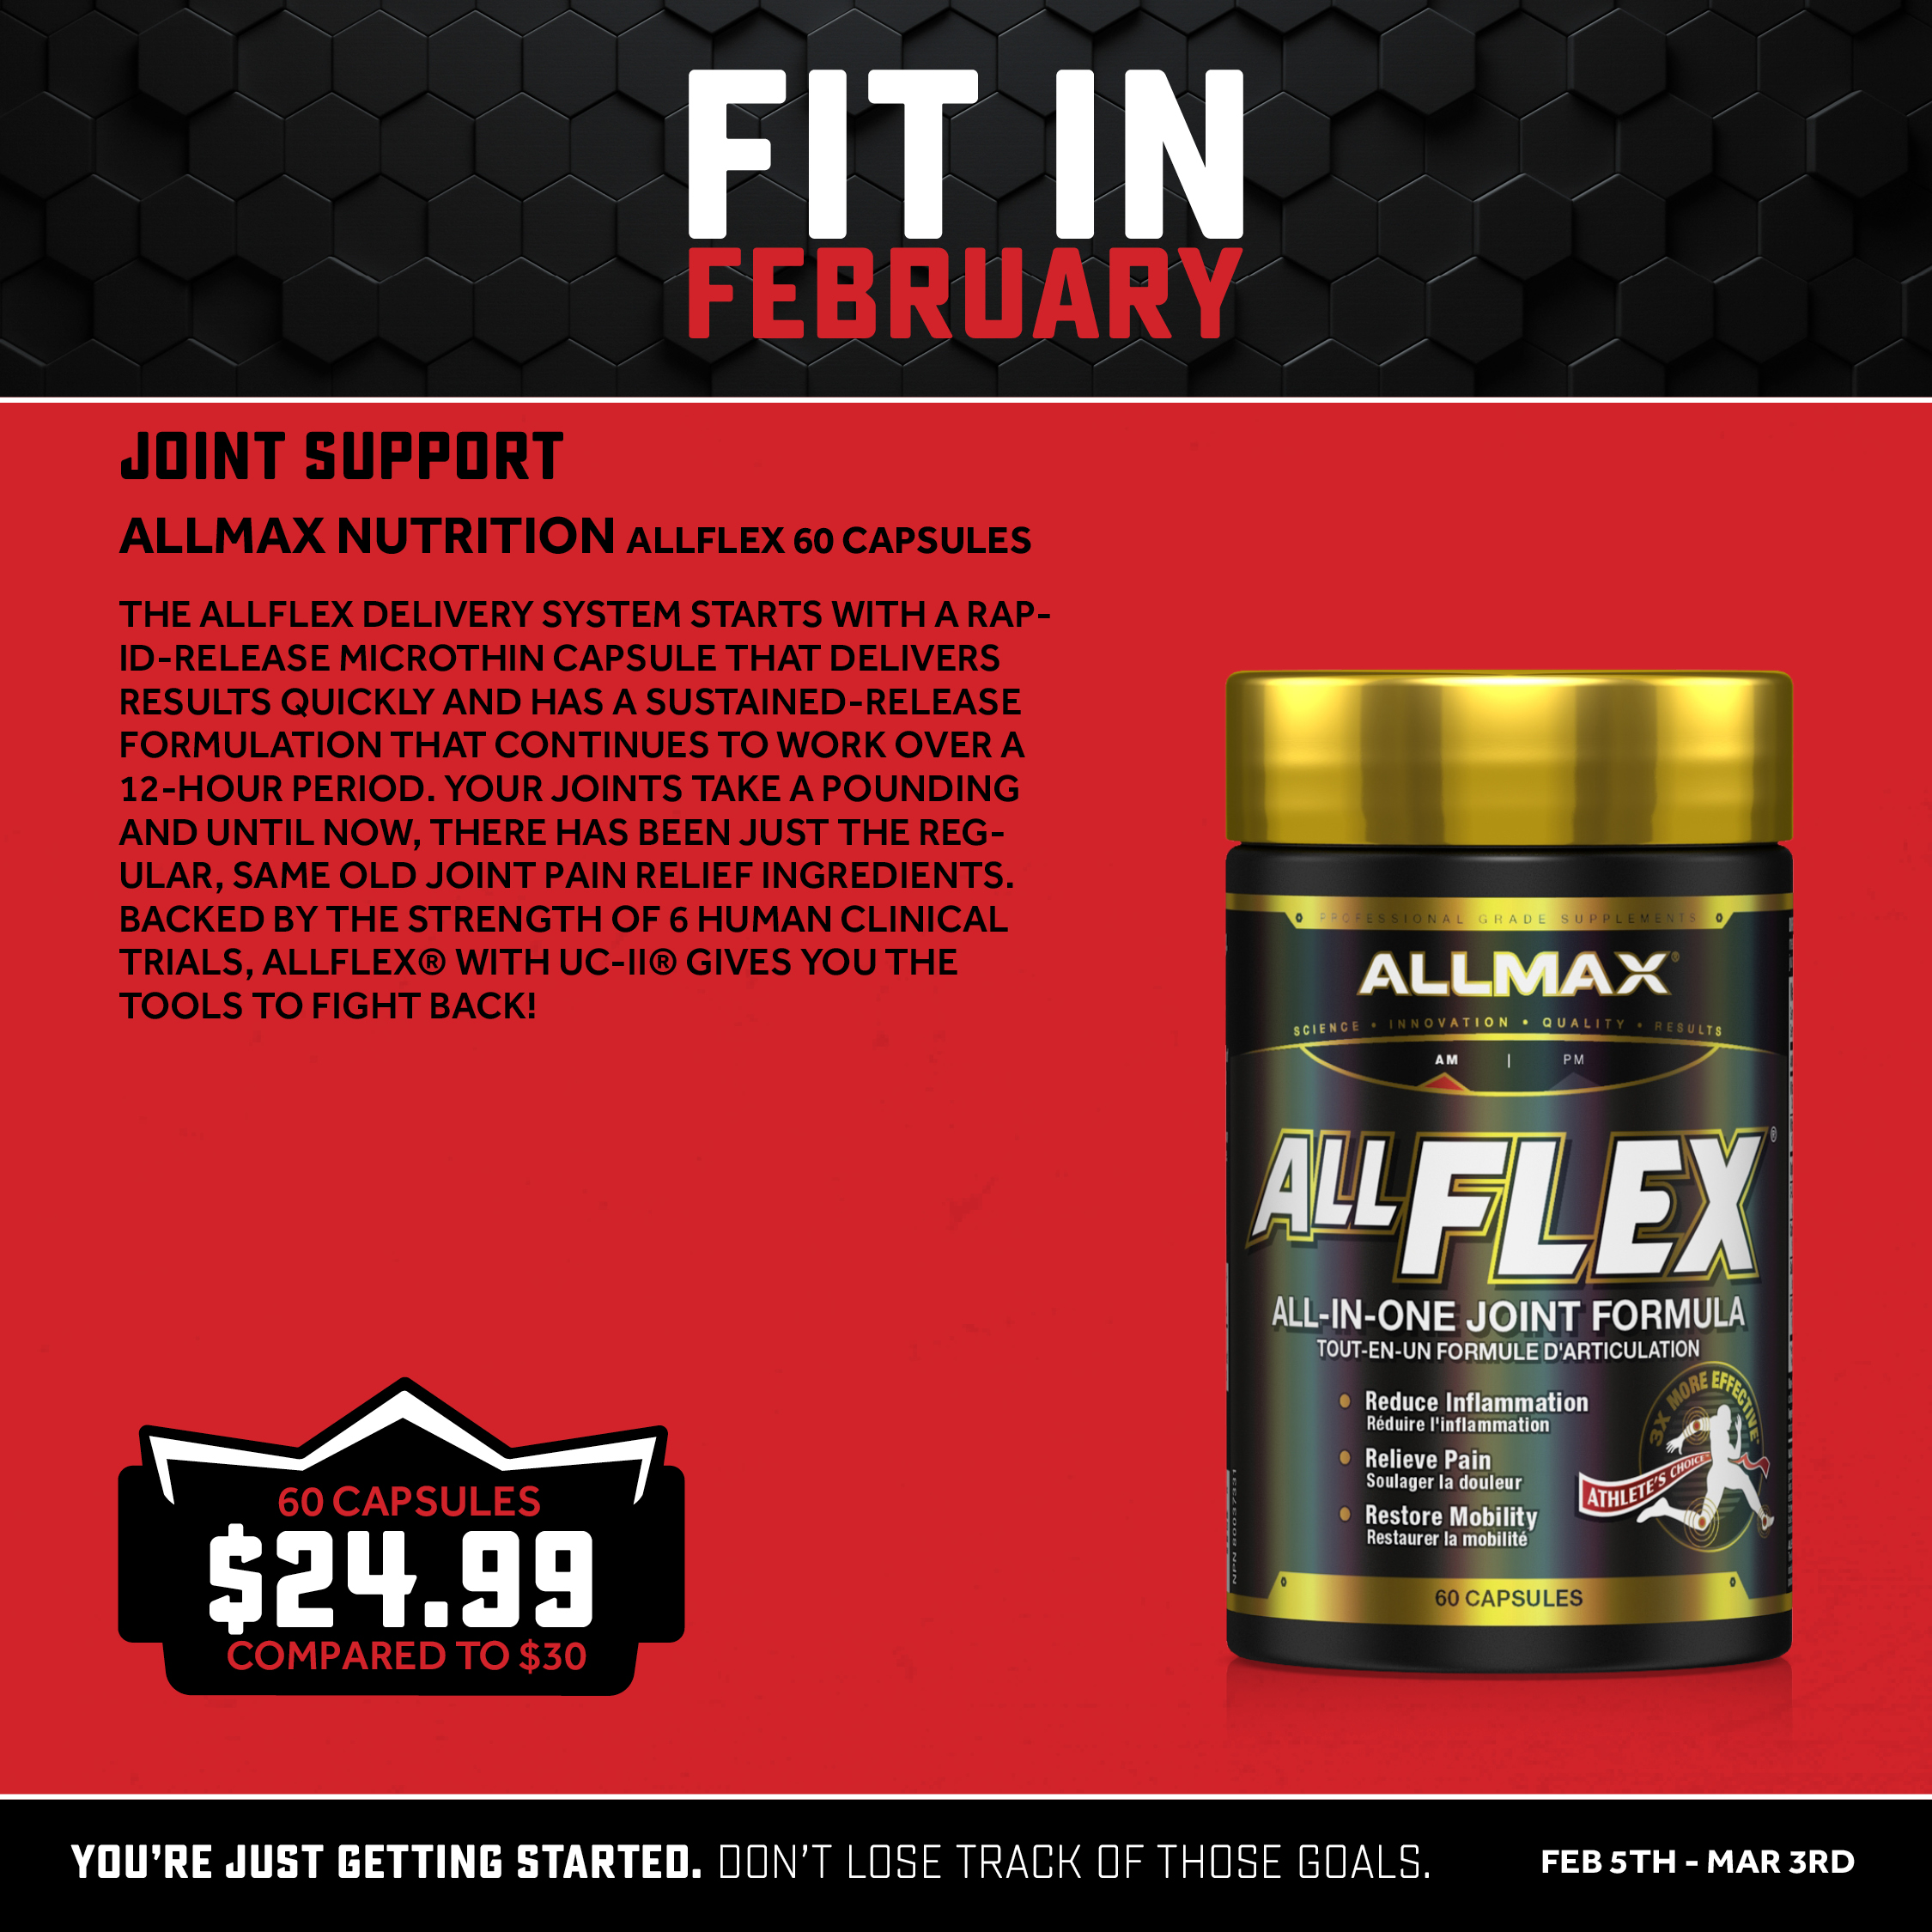 FIT IN
FEBRUARY
JOINT SUPPORT
ALLMAX NUTRITION ALLFLEX 60 CAPSULES
THE ALLFLEX DELIVERY SYSTEM STARTS WITH A RAP-
ID-RELEASE MICROTHIN CAPSULE THAT DELIVERS
RESULTS QUICKLY AND HAS A SUSTAINED-RELEASE
FORMULATION THAT CONTINUES TO WORK OVER A
12-HOUR PERIOD. YOUR JOINTS TAKE A POUNDING
AND UNTIL NOW, THERE HAS BEEN JUST THE REG-
ULAR, SAME OLD JOINT PAIN RELIEF INGREDIENTS.
BACKED BY THE STRENGTH OF 6 HUMAN CLINICAL
TRIALS, ALLFLEX® WITH UC-II® GIVES YOU THE
TOOLS TO FIGHT BACK!
60 CAPSULES
$24.99
COMPARED TO $30
PROFESSIONAL GRADE SUPPLEMENTS
ALLMAX®
SCIENCE • INNOVATION • QUALITY • RESULTS
AM | PM
ALLFLEX®
ALL-IN-ONE JOINT FORMULA
TOUT-EN-UN FORMULE D'ARTICULATION
• Reduce Inflammation
Réduire l'inflammation
• Relieve Pain
Soulager la douleur
• Restore Mobility
Restaurer la mobilité
3X MORE EFFECTIVE
ATHLETE'S CHOICE
NPN 80037331
60 CAPSULES
YOU'RE JUST GETTING STARTED. DON'T LOSE TRACK OF THOSE GOALS.
FEB 5TH - MAR 3RD